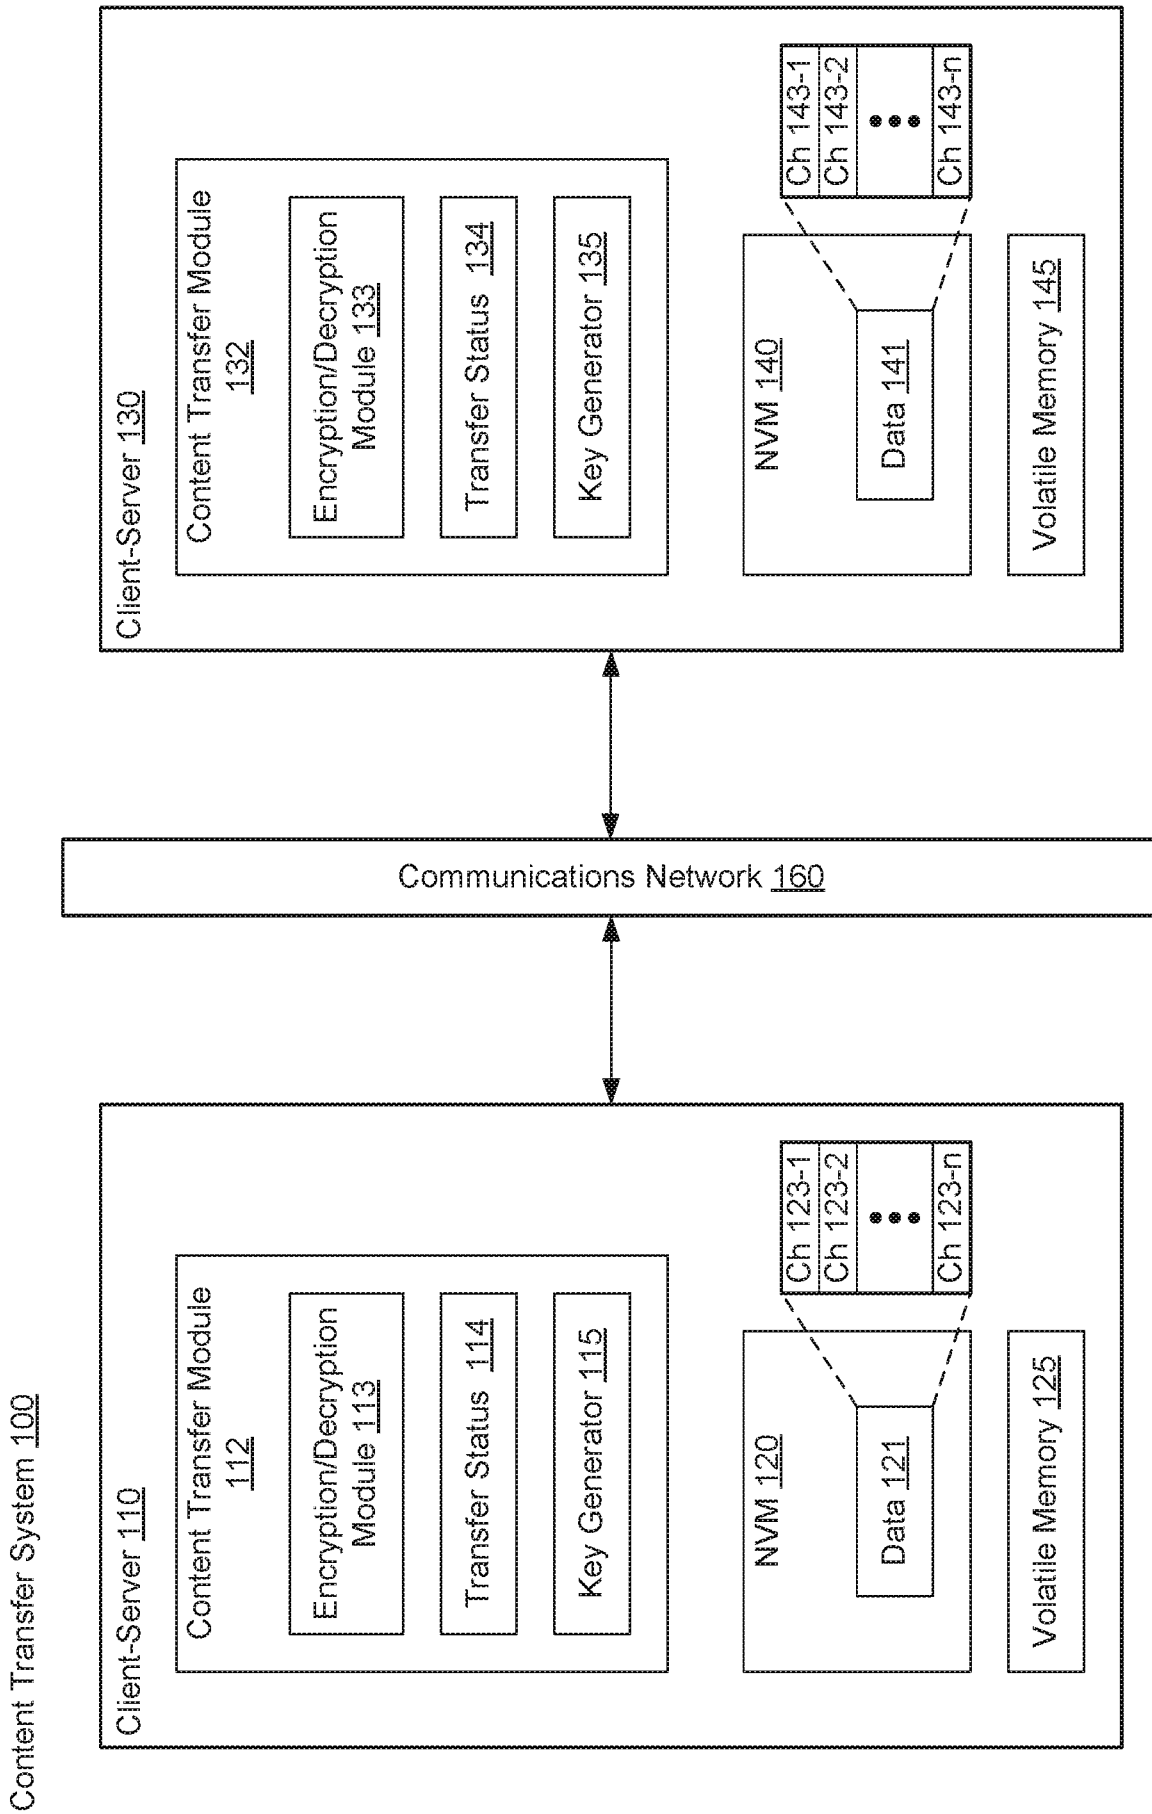 Content Transfer System 100
Client-Server 110
Content Transfer Module
112
Encryption/Decryption
Module 113
Transfer Status 114
Key Generator 115
NVM 120
Data 121
Ch 123-1
Ch 123-2
•••
Ch 123-n
Volatile Memory 125
Communications Network 160
Client-Server 130
Content Transfer Module
132
Encryption/Decryption
Module 133
Transfer Status 134
Key Generator 135
NVM 140
Data 141
Ch 143-1
Ch 143-2
•••
Ch 143-n
Volatile Memory 145